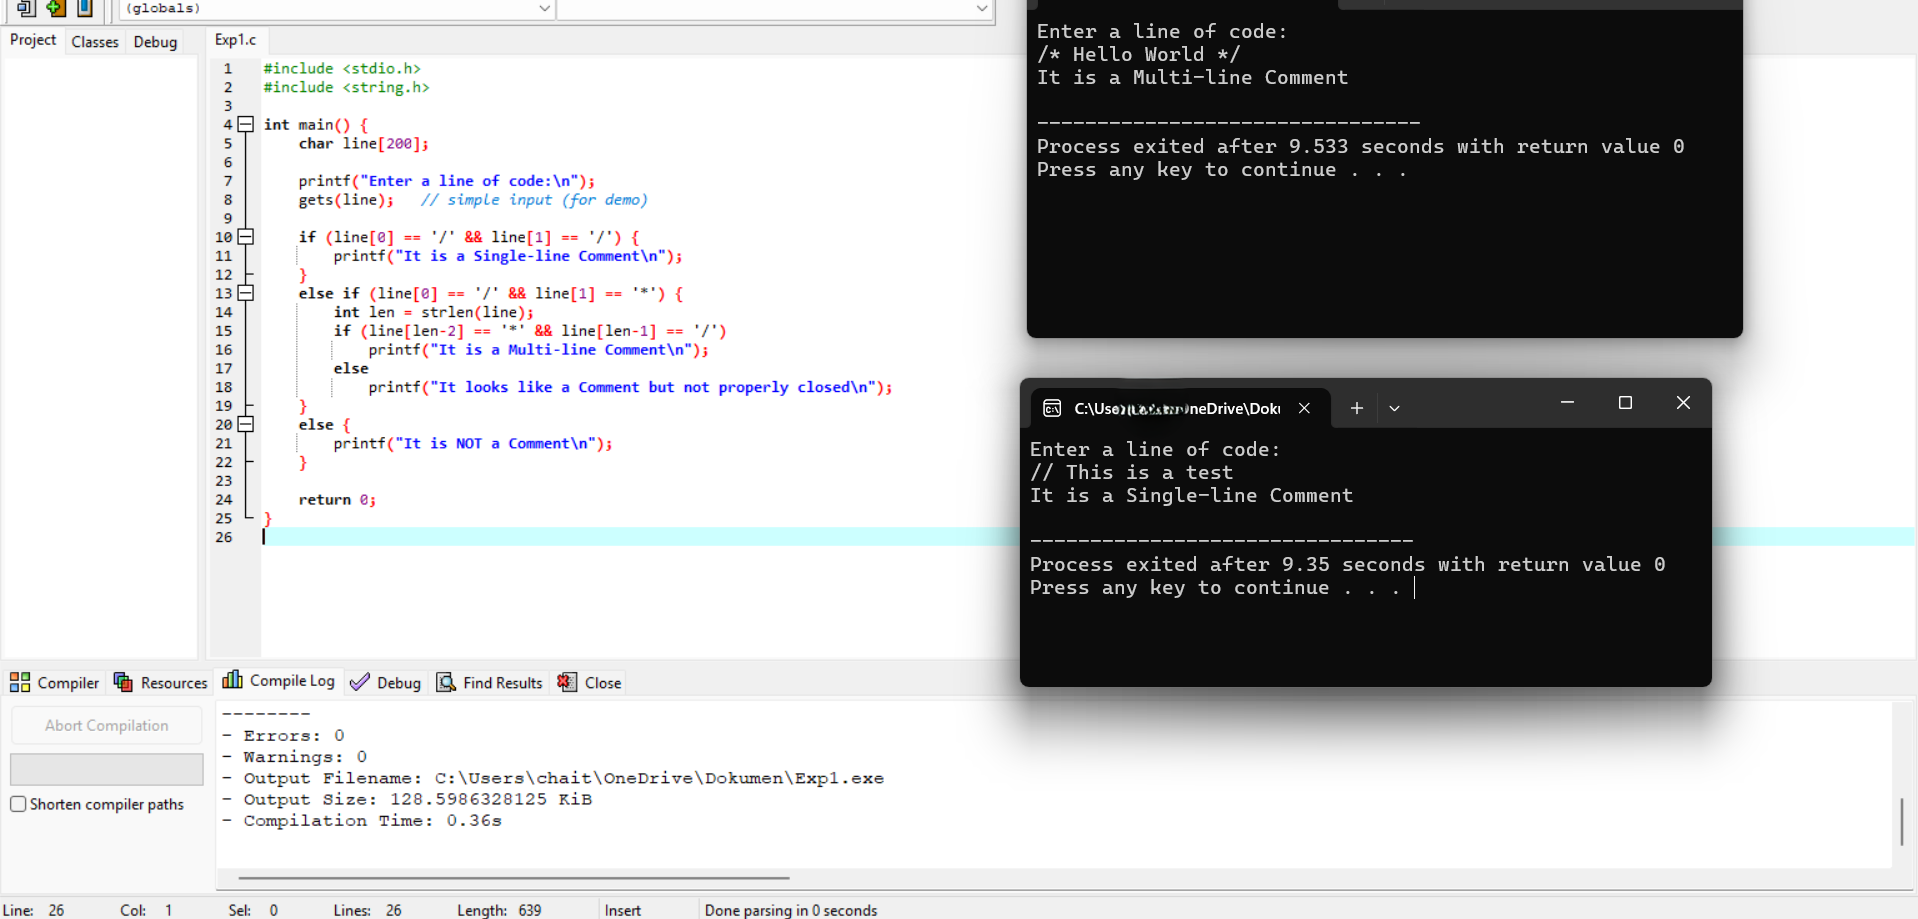 (globals)
Project Classes Debug
Exp1.c
1 #include <stdio.h>
2 #include <string.h>
3
4 int main() {
5 char line[200];
6
7 printf("Enter a line of code:\n");
8 gets(line); // simple input (for demo)
9
10 if (line[0] == '/' && line[1] == '/') {
11 printf("It is a Single-line Comment\n");
12 }
13 else if (line[0] == '/' && line[1] == '*') {
14 int len = strlen(line);
15 if (line[len-2] == '*' && line[len-1] == '/')
16 printf("It is a Multi-line Comment\n");
17 else
18 printf("It looks like a Comment but not properly closed\n");
19 }
20 else {
21 printf("It is NOT a Comment\n");
22 }
23
24 return 0;
25 }
26
Enter a line of code:
/* Hello World */
It is a Multi-line Comment
--------------------------------
Process exited after 9.533 seconds with return value 0
Press any key to continue . . .
Enter a line of code:
// This is a test
It is a Single-line Comment
--------------------------------
Process exited after 9.35 seconds with return value 0
Press any key to continue . . .
Compiler Resources Compile Log Debug Find Results Close
Abort Compilation
Shorten compiler paths
--------
- Errors: 0
- Warnings: 0
- Output Filename: C:\Users\chait\OneDrive\Dokumen\Exp1.exe
- Output Size: 128.5986328125 KiB
- Compilation Time: 0.36s
Line: 26 Col: 1 Sel: 0 Lines: 26 Length: 639 Insert Done parsing in 0 seconds